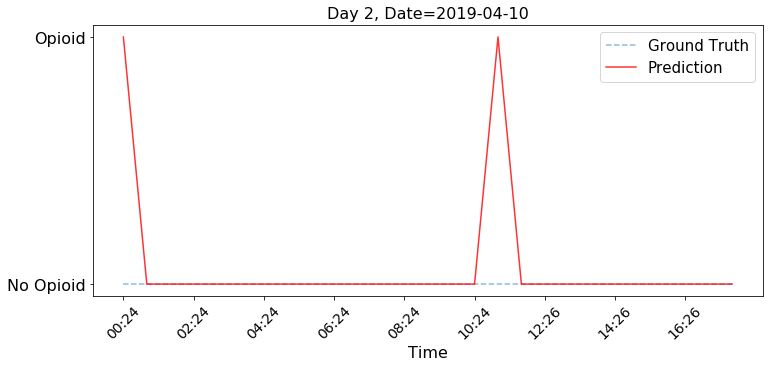 Day 2, Date=2019-04-10
Opioid
No Opioid
Ground Truth
Prediction
00:24
02:24
04:24
06:24
08:24
10:24
12:26
14:26
16:26
Time